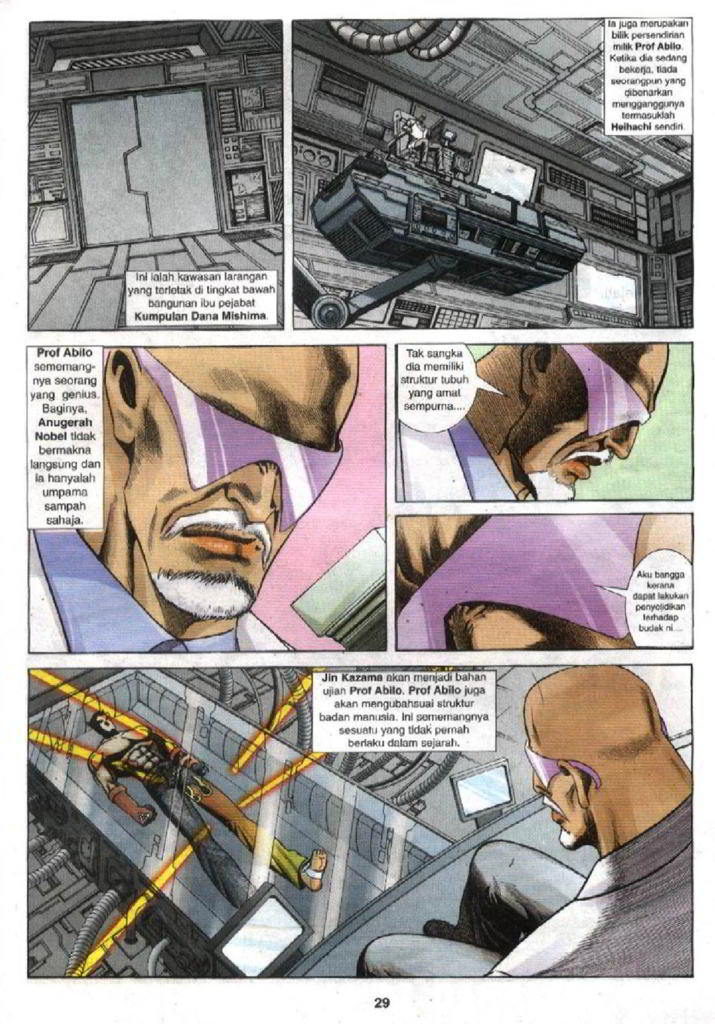 Ini ialah kawasan larangan
yang terletak di tingkat bawah
bangunan ibu pejabat
Kumpulan Dana Mishima.
Ia juga merupakan
bilik persendirian
milik Prof Abilo.
Ketika dia sedang
bekerja, tiada
seorangpun yang
dibenarkan
mengganggunya
termasuklah
Heihachi sendiri.
Prof Abilo
sememang-
nya seorang
yang genius.
Baginya,
Anugerah
Nobel tidak
bermakna
langsung dan
ia hanyalah
umpama
sampah
sahaja.
Tak sangka
dia memiliki
struktur tubuh
yang amat
sempurna....
Aku bangga
kerana
dapat lakukan
penyelidikan
terhadap
budak ni....
Jin Kazama akan menjadi bahan
ujian Prof Abilo. Prof Abilo juga
akan mengubahsuai struktur
badan manusia. Ini sememangnya
sesuatu yang tidak pernah
berlaku dalam sejarah.
29